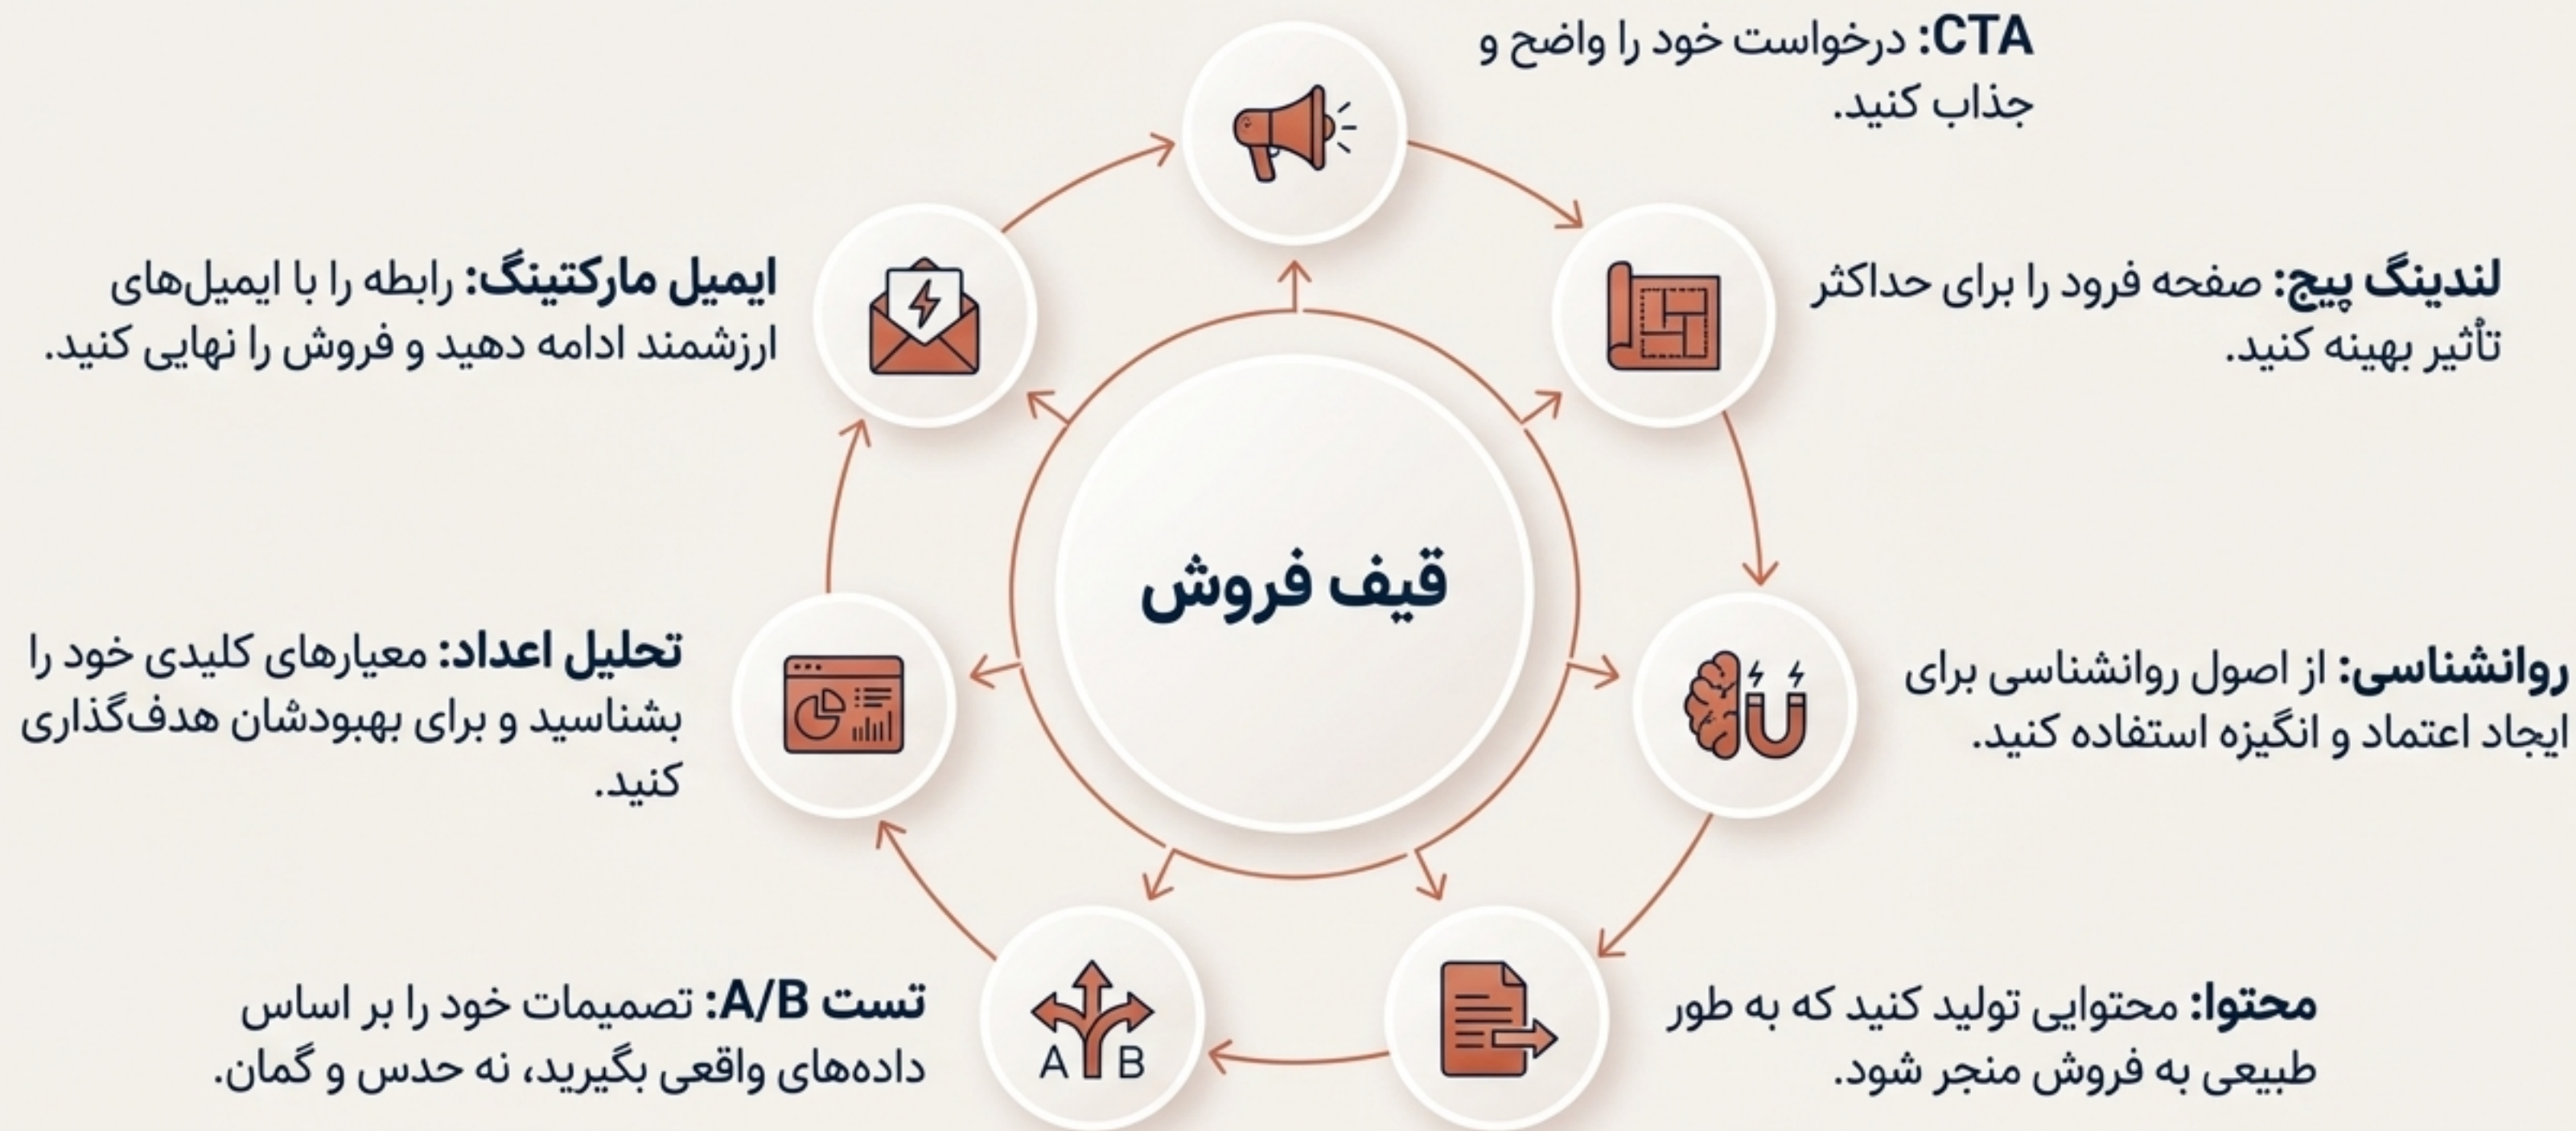 CTA: درخواست خود را واضح و
جذاب کنید.
لندینگ پیج: صفحه فرود را برای حداکثر
تأثیر بهینه کنید.
روانشناسی: از اصول روانشناسی برای
ایجاد اعتماد و انگیزه استفاده کنید.
محتوا: محتوایی تولید کنید که به طور
طبیعی به فروش منجر شود.
تست A/B: تصمیمات خود را بر اساس
داده‌های واقعی بگیرید، نه حدس و گمان.
A B
تحلیل اعداد: معیارهای کلیدی خود را
بشناسید و برای بهبودشان هدف‌گذاری
کنید.
ایمیل مارکتینگ: رابطه را با ایمیل‌های
ارزشمند ادامه دهید و فروش را نهایی کنید.
قیف فروش